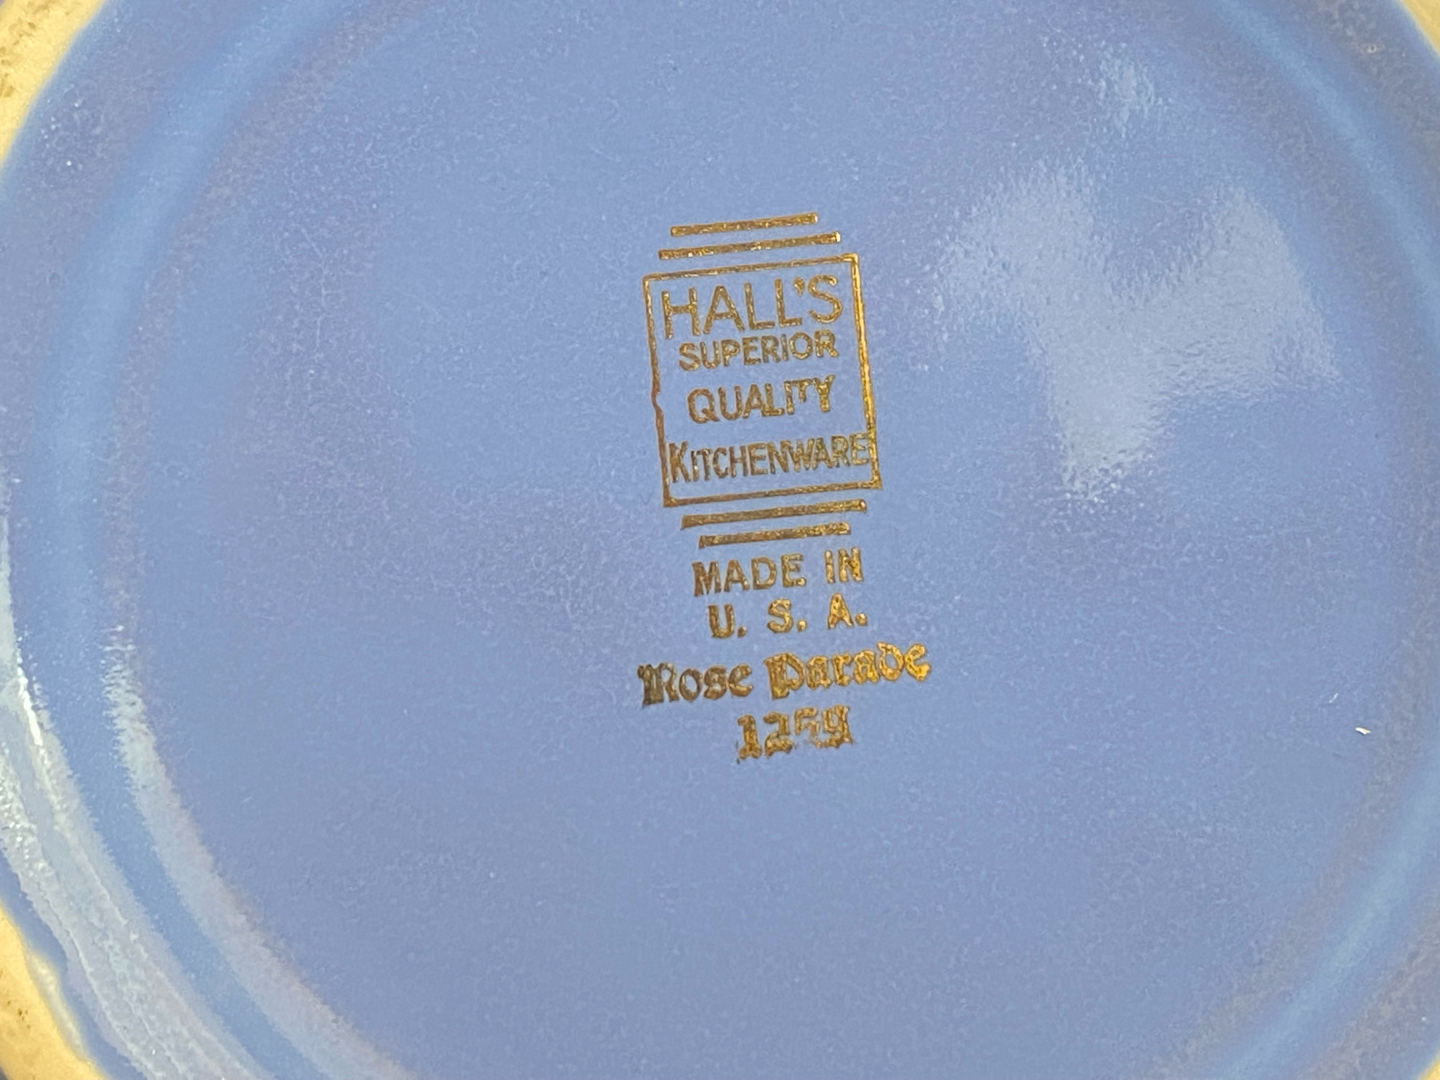 HALL'S
SUPERIOR
QUALITY
KITCHENWARE
MADE IN
U. S. A.
Rose Parade
1259